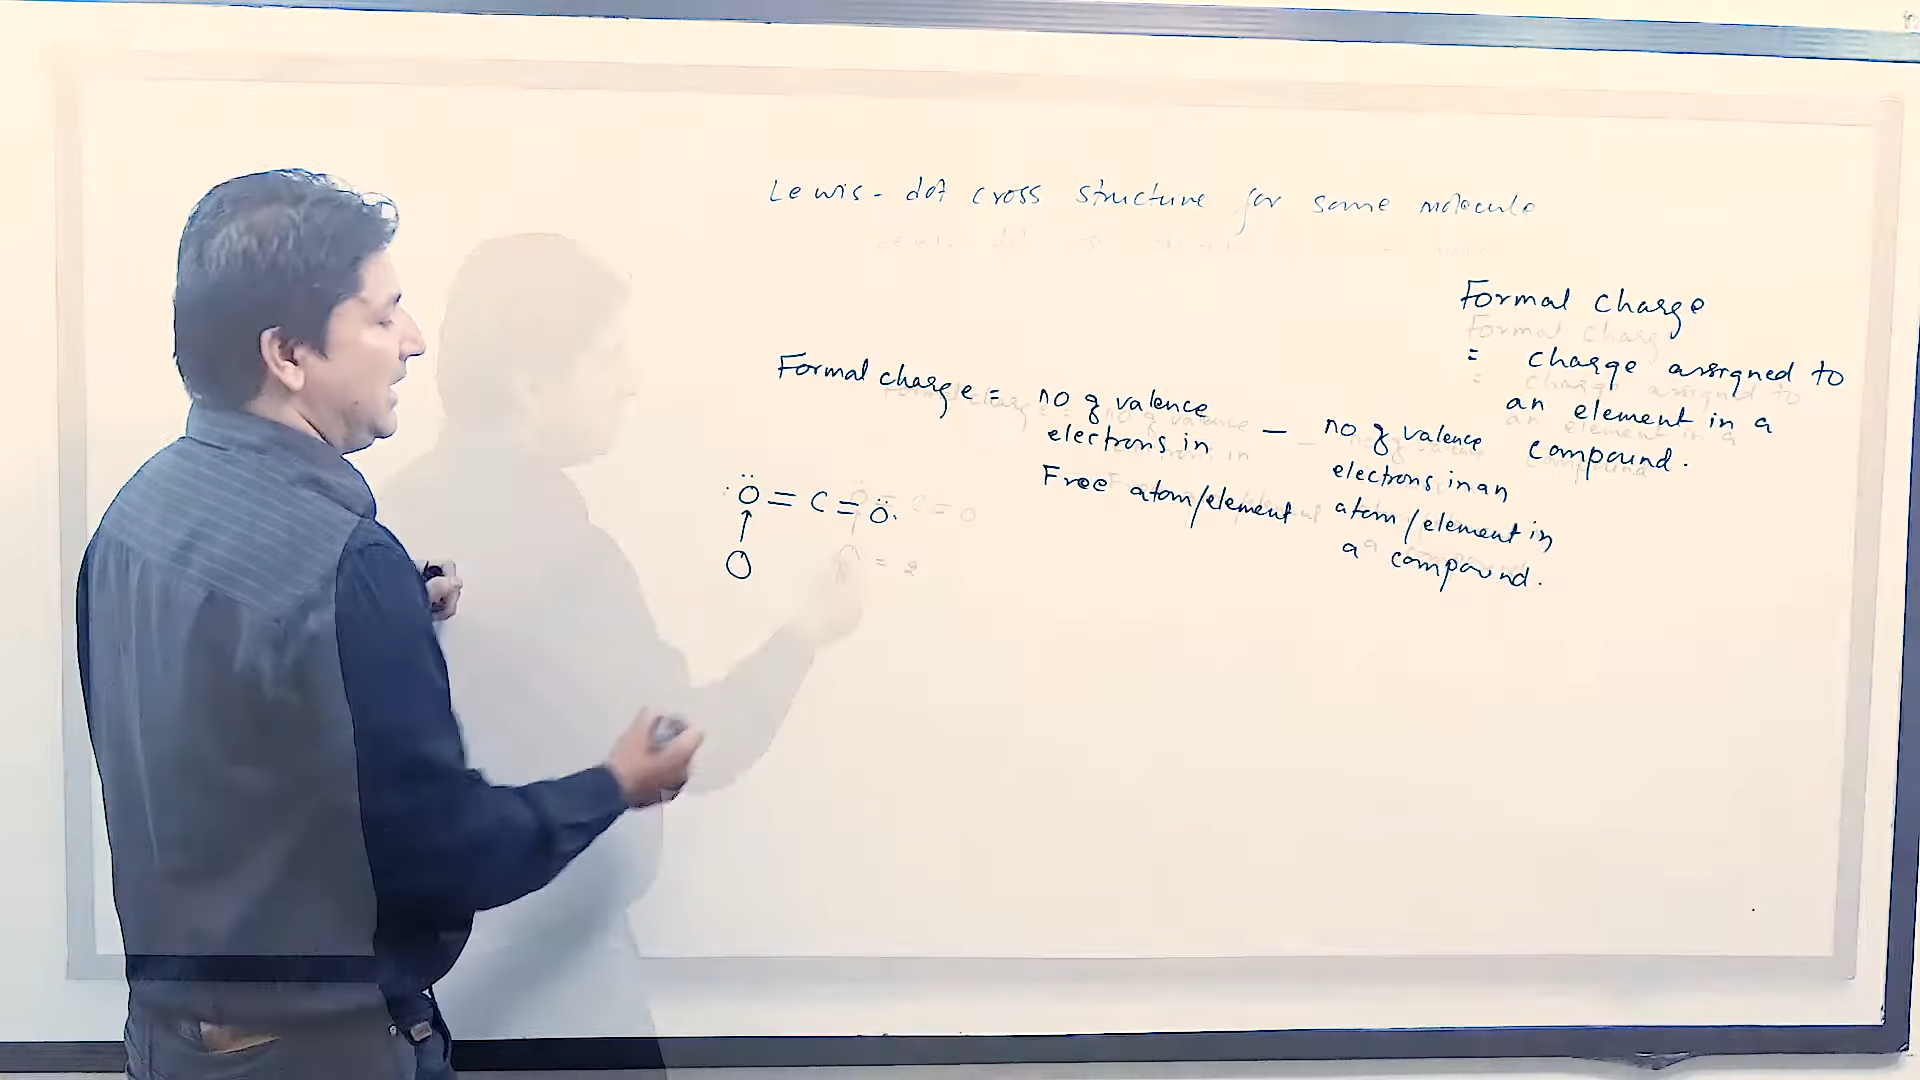 Lewis - dot cross structure for some molecule
Formal charge
= charge assigned to
an element in a
compound.
Formal charge = no of valence
electrons in
Free atom/element
— no of valence
electrons in an
atom/element in
a compound.
:Ö = C = Ö.
↑
O